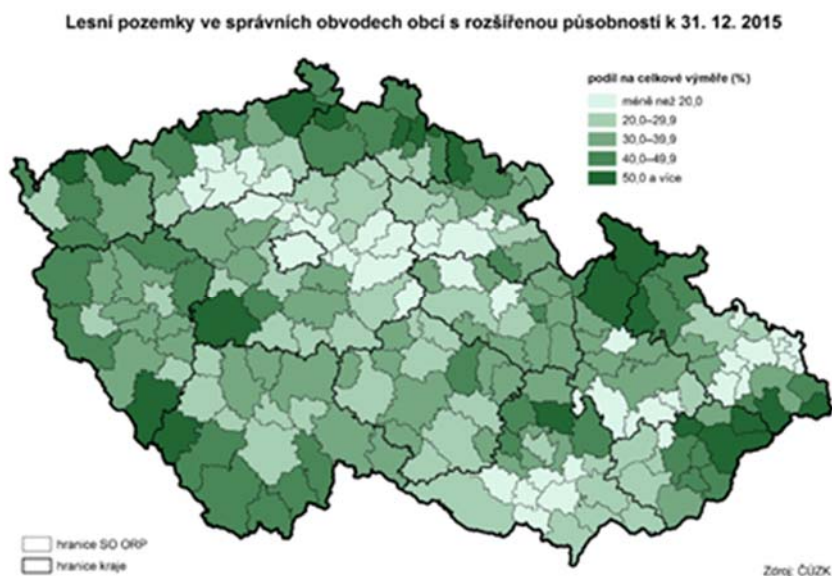 Lesní pozemky ve správních obvodech obcí s rozšířenou působností k 31. 12. 2015
podíl na celkové výměře (%)
méně než 20,0
20,0–29,9
30,0–39,9
40,0–49,9
50,0 a více
hranice SO ORP
hranice kraje
Zdroj: ČÚZK